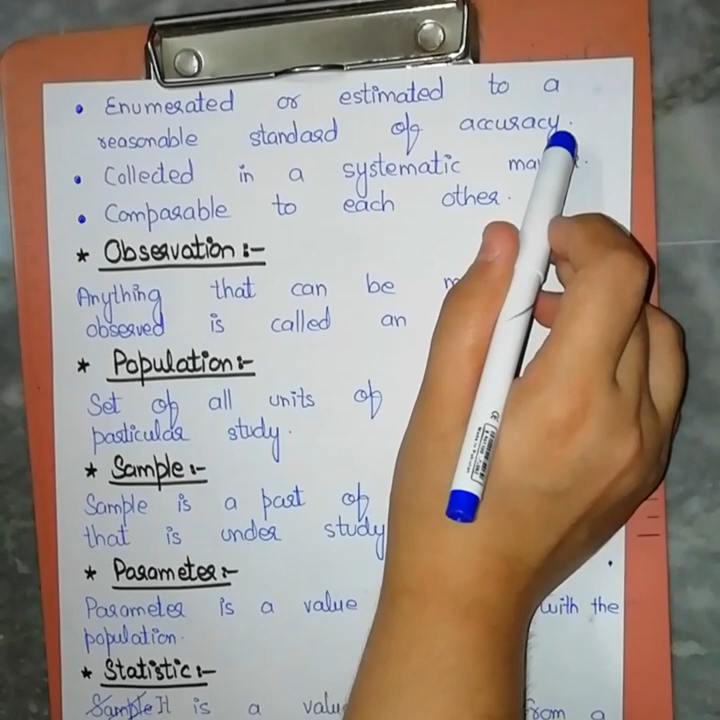 • Enumerated or estimated to a
reasonable standard of accuracy.
• Collected in a systematic
• Comparable to each other.
* Observation:-
Anything that can be
observed is called an
* Population:-
Set of all units of
particular study.
* Sample:-
Sample is a part of
that is under study
* Parameter:-
Parameter is a value with the
population.
* Statistic:-
Sample It is a from a